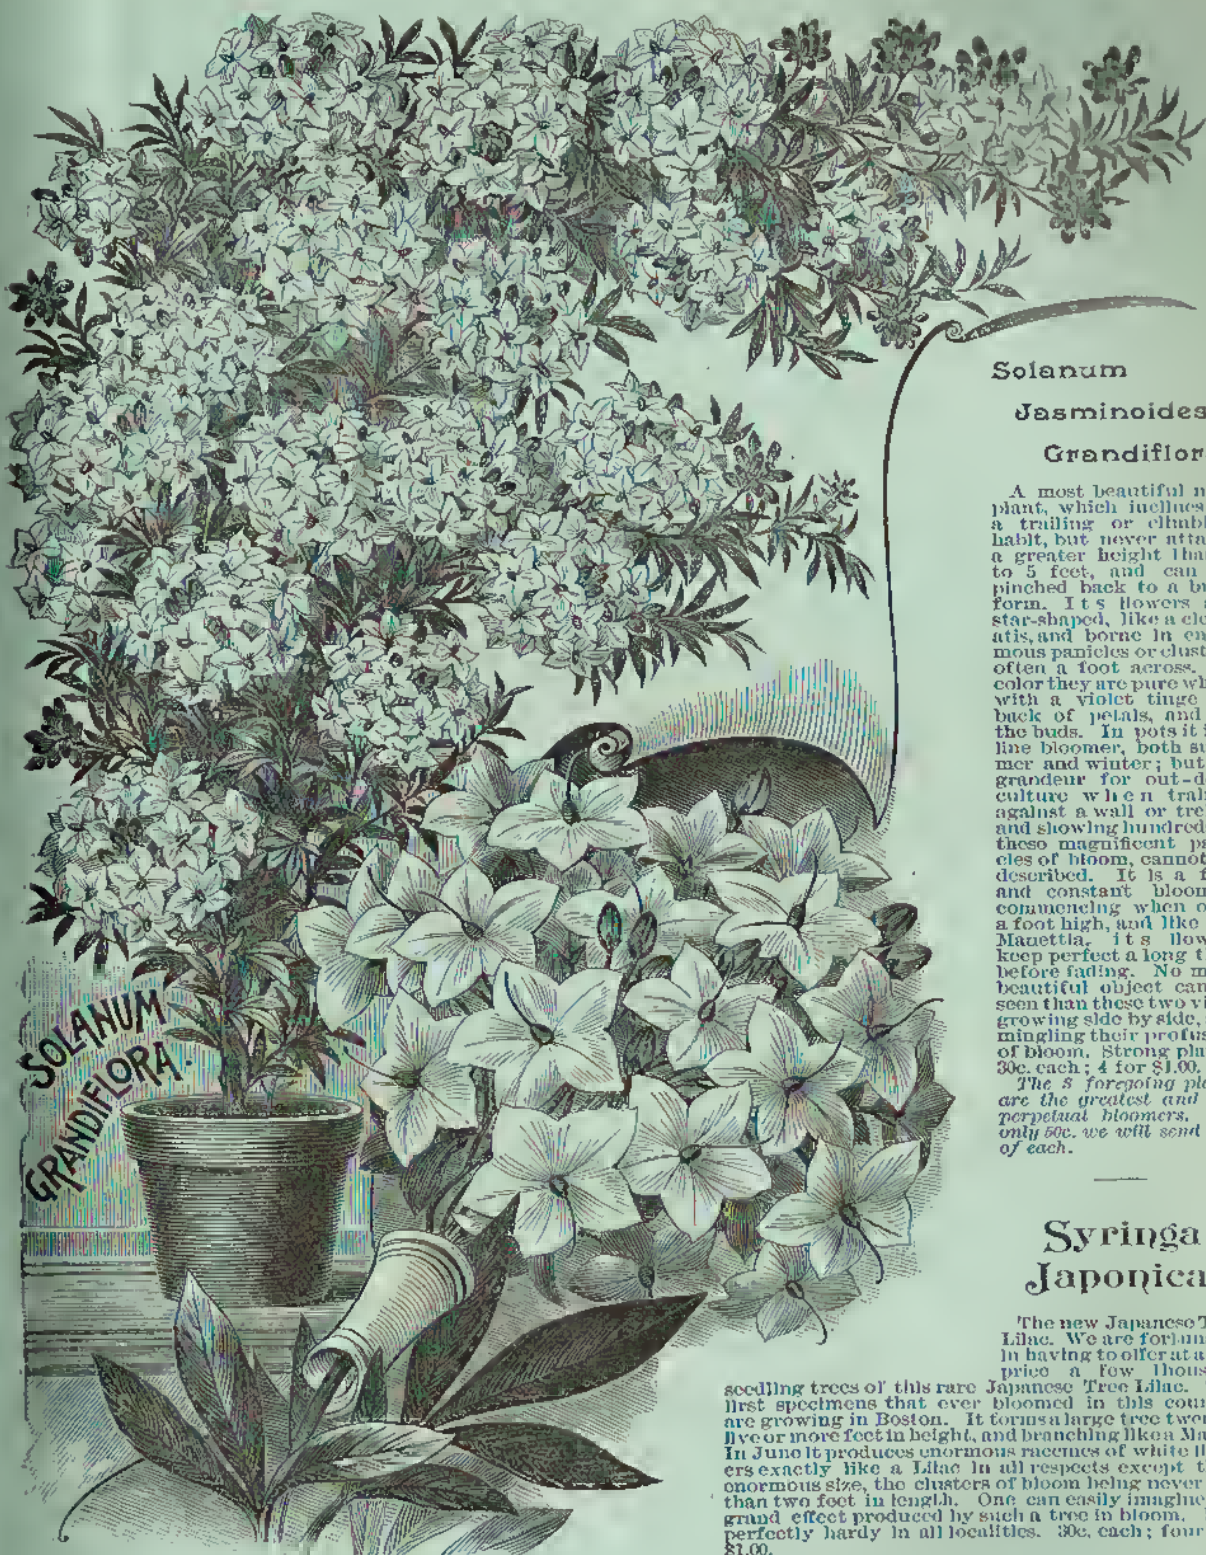 Solanum
Jasminoides
Grandiflor
A most beautiful n
plant, which inclines
a trailing or climbi
habit, but never atta
a greater height than
to 5 feet, and can
pinched back to a bu
form. Its flowers a
star-shaped, like a cle
atis, and borne in en
mous panicles or clust
often a foot across.
color they are pure wh
with a violet tinge
back of petals, and
the buds. In pots it i
fine bloomer, both su
mer and winter; but
grandeur for out-do
culture when train
against a wall or tre
and showing hundred
these magnificent pa
cles of bloom, cannot
described. It is a f
and constant bloom
commencing when o
a foot high, and like
Manettia, its flow
keep perfect a long t
before fading. No m
beautiful object can
seen than these two vi
growing side by side,
mingling their profus
of bloom. Strong pla
30c. each; 4 for $1.00.
The 8 foregoing pla
are the greatest and
perpetual bloomers.
only 50c. we will send
of each.
SOLANUM
GRANDIFLORA.
Syringa
Japonica
The new Japanese T
Lilac. We are fortun
in having to offer at a
price a few thous
seedling trees of this rare Japanese Tree Lilac.
first specimens that ever bloomed in this coun
are growing in Boston. It forms a large tree twen
five or more feet in height, and branching like a Ma
In June it produces enormous racemes of white fl
ers exactly like a Lilac in all respects except t
enormous size, the clusters of bloom being never
than two feet in length. One can easily imagine
grand effect produced by such a tree in bloom.
perfectly hardy in all localities. 30c. each; four
$1.00.